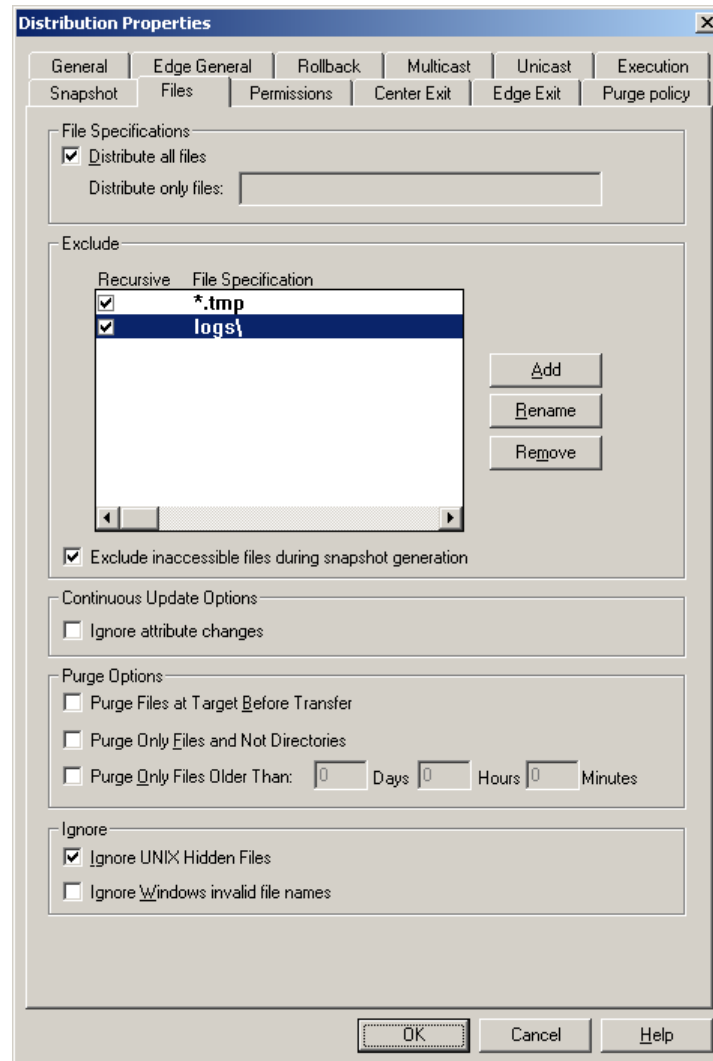 Distribution Properties
General Edge General Rollback Multicast Unicast Execution
Snapshot Files Permissions Center Exit Edge Exit Purge policy
File Specifications
Distribute all files
Distribute only files:
Exclude
Recursive File Specification
*.tmp
logs\
Add
Rename
Remove
Exclude inaccessible files during snapshot generation
Continuous Update Options
Ignore attribute changes
Purge Options
Purge Files at Target Before Transfer
Purge Only Files and Not Directories
Purge Only Files Older Than: 0 Days 0 Hours 0 Minutes
Ignore
Ignore UNIX Hidden Files
Ignore Windows invalid file names
OK Cancel Help